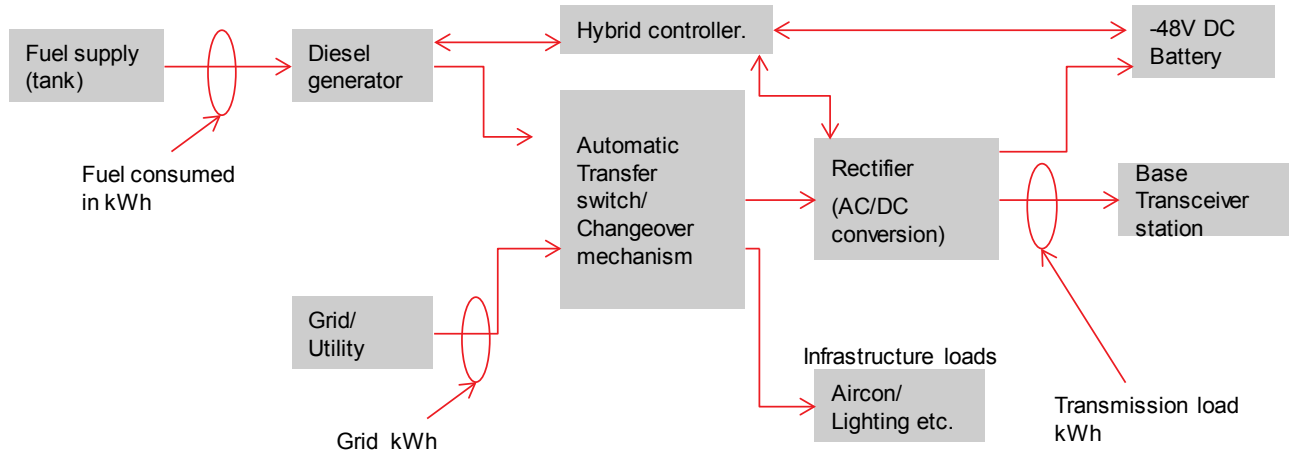 Fuel supply
(tank)
Diesel
generator
Hybrid controller.
-48V DC
Battery
Fuel consumed
in kWh
Automatic
Transfer
switch/
Changeover
mechanism
Rectifier
(AC/DC
conversion)
Base
Transceiver
station
Grid/
Utility
Grid kWh
Infrastructure loads
Aircon/
Lighting etc.
Transmission load
kWh